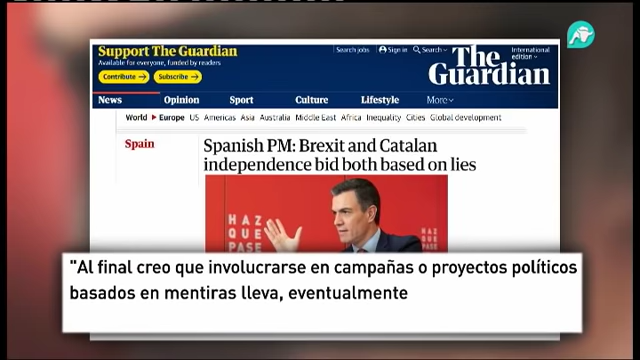 Support The Guardian
Available for everyone, funded by readers
Contribute → Subscribe →
Search jobs Sign in Search International edition
The Guardian
News Opinion Sport Culture Lifestyle More
World Europe US Americas Asia Australia Middle East Africa Inequality Cities Global development
Spain
Spanish PM: Brexit and Catalan
independence bid both based on lies
HAZ
QUE
PASE
"Al final creo que involucrarse en campañas o proyectos políticos
basados en mentiras lleva, eventualmente